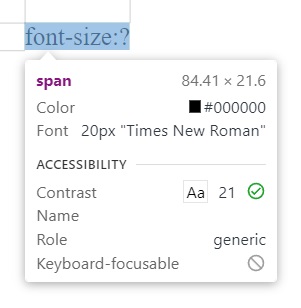 font-size:?
span 84.41 × 21.6
Color #000000
Font 20px "Times New Roman"
ACCESSIBILITY
Contrast Aa 21
Name
Role generic
Keyboard-focusable